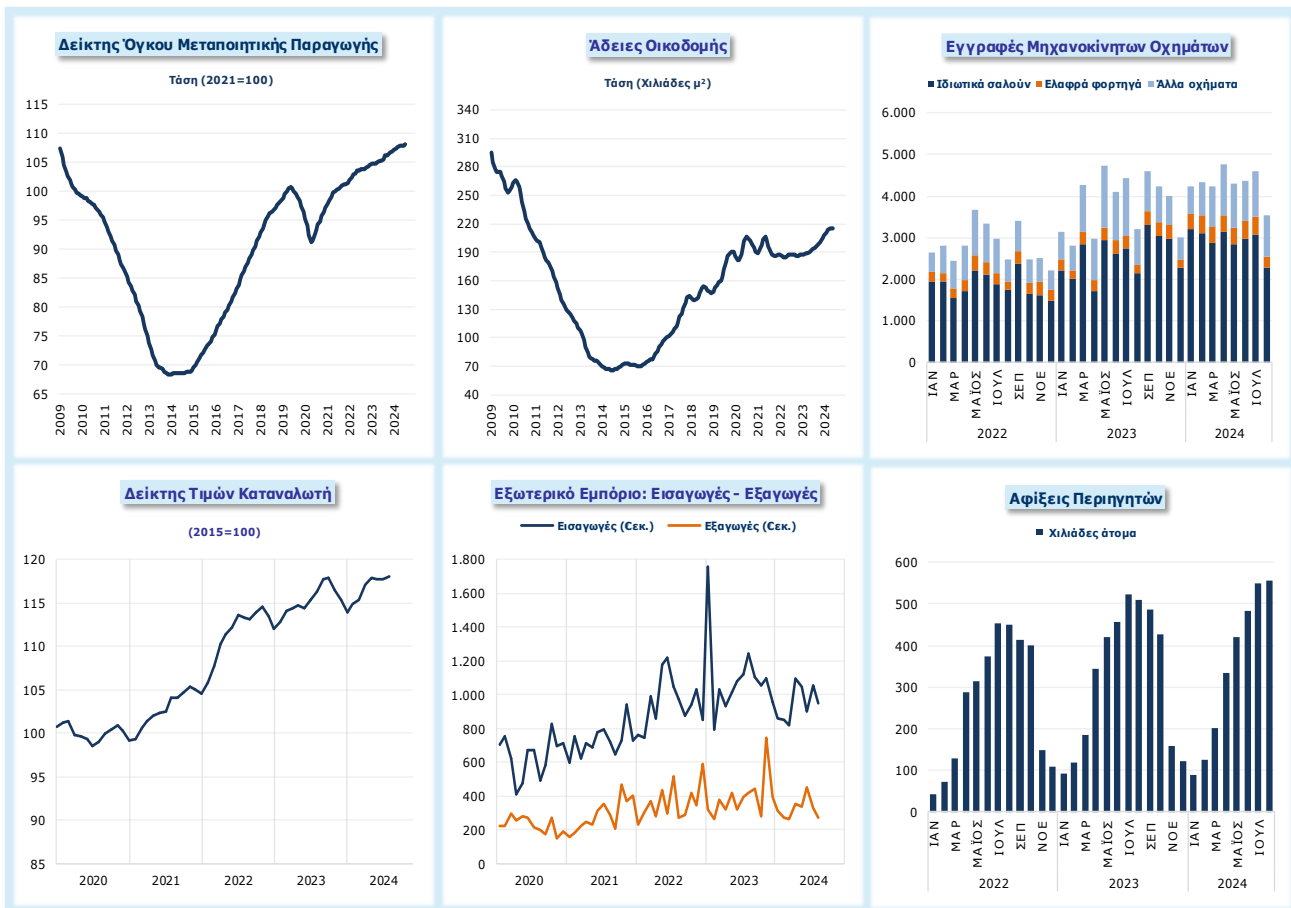 Δείκτης Όγκου Μεταποιητικής Παραγωγής
Τάση (2021=100)
115
110
105
100
95
90
85
80
75
70
65
2009 2010 2011 2012 2013 2014 2015 2016 2017 2018 2019 2020 2021 2022 2023 2024
Άδειες Οικοδομής
Τάση (Χιλιάδες μ²)
340
310
280
250
220
190
160
130
100
70
40
2009 2010 2011 2012 2013 2014 2015 2016 2017 2018 2019 2020 2021 2022 2023 2024
Εγγραφές Μηχανοκίνητων Οχημάτων
Ιδιωτικά σαλούν Ελαφρά φορτηγά Άλλα οχήματα
6.000
5.000
4.000
3.000
2.000
1.000
0
ΙΑΝ ΜΑΡ ΜΑΪΟΣ ΙΟΥΛ ΣΕΠ ΝΟΕ ΙΑΝ ΜΑΡ ΜΑΪΟΣ ΙΟΥΛ ΣΕΠ ΝΟΕ ΙΑΝ ΜΑΡ ΜΑΪΟΣ ΙΟΥΛ
2022 2023 2024
Δείκτης Τιμών Καταναλωτή
(2015=100)
120
115
110
105
100
95
90
85
2020 2021 2022 2023 2024
Εξωτερικό Εμπόριο: Εισαγωγές - Εξαγωγές
Εισαγωγές (€εκ.) Εξαγωγές (€εκ.)
1.800
1.600
1.400
1.200
1.000
800
600
400
200
0
2020 2021 2022 2023 2024
Αφίξεις Περιηγητών
Χιλιάδες άτομα
600
500
400
300
200
100
0
ΙΑΝ ΜΑΡ ΜΑΪΟΣ ΙΟΥΛ ΣΕΠ ΝΟΕ ΙΑΝ ΜΑΡ ΜΑΪΟΣ ΙΟΥΛ ΣΕΠ ΝΟΕ ΙΑΝ ΜΑΡ ΜΑΪΟΣ ΙΟΥΛ
2022 2023 2024